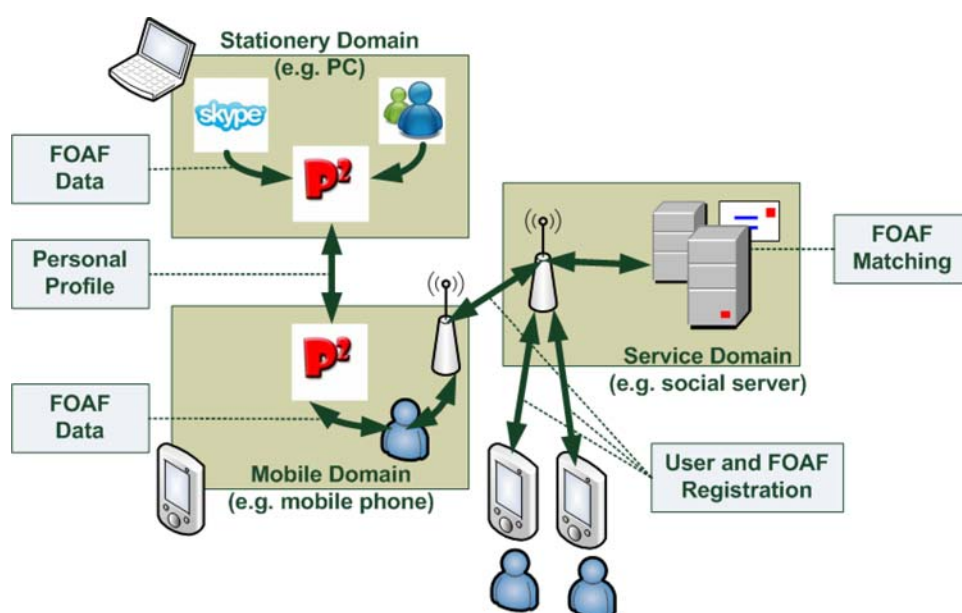 Stationery Domain
(e.g. PC)
skype
FOAF
Data
P²
Personal
Profile
FOAF
Matching
P²
Service Domain
(e.g. social server)
FOAF
Data
Mobile Domain
(e.g. mobile phone)
User and FOAF
Registration